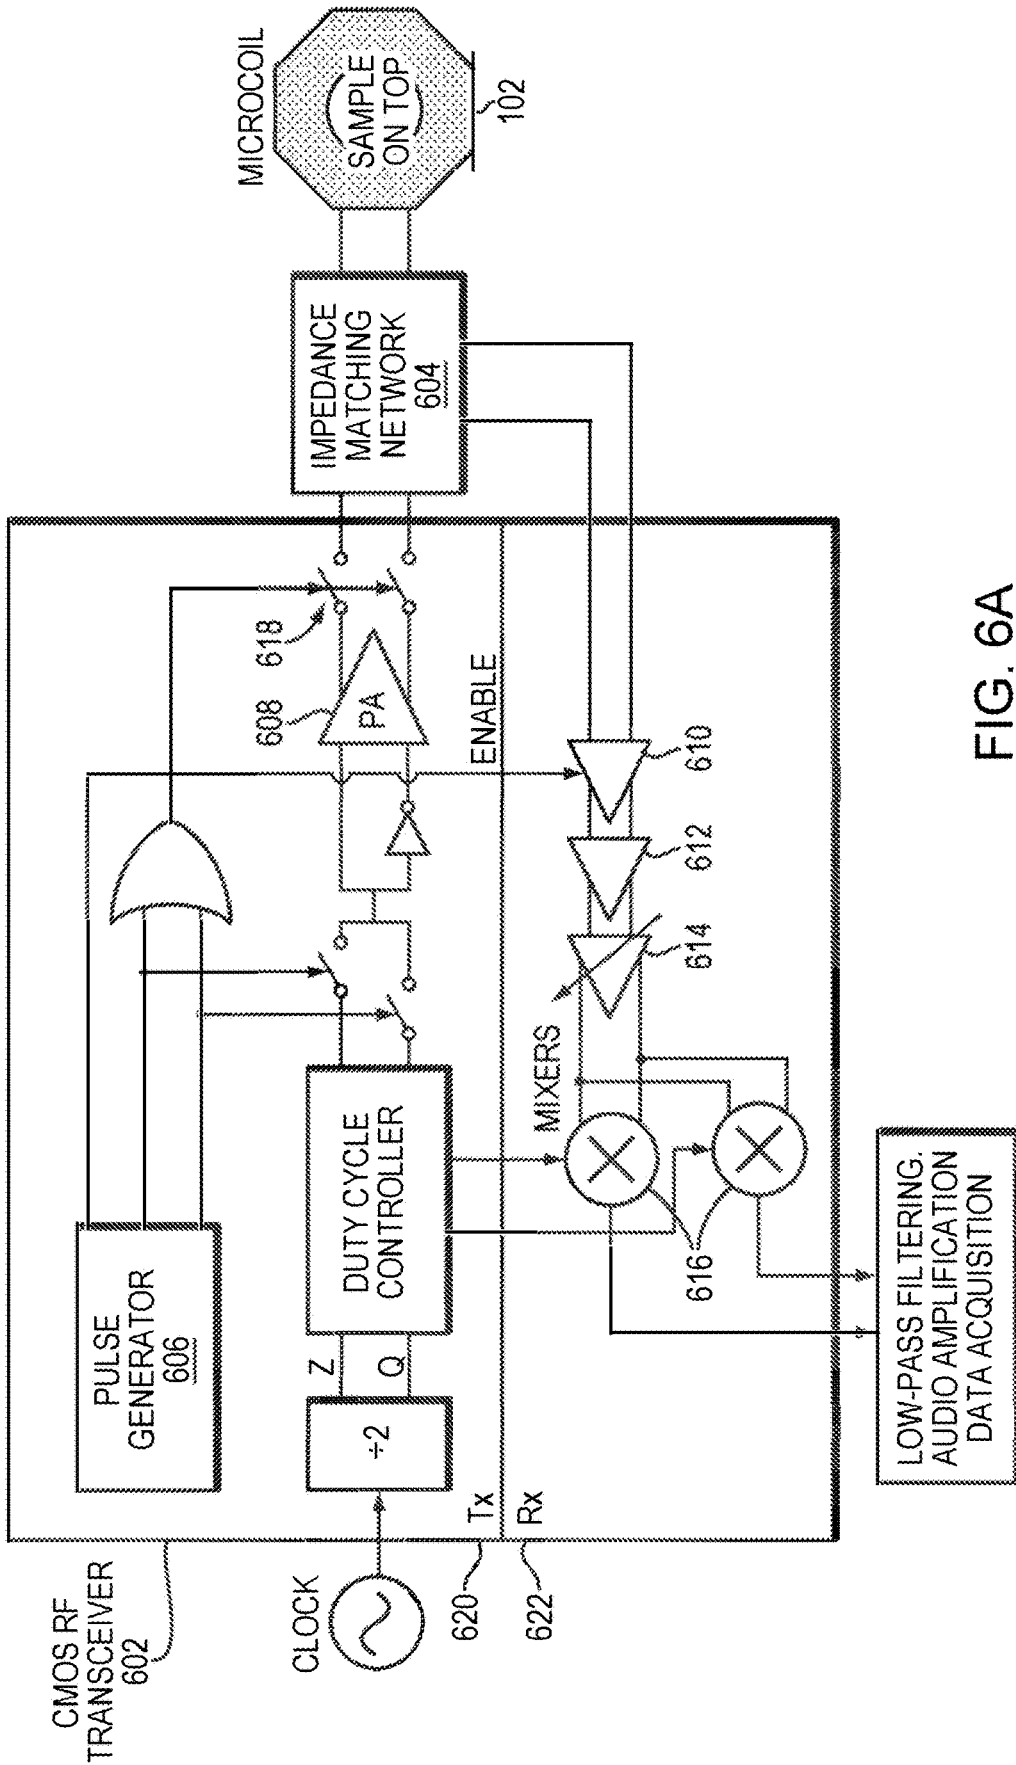 CMOS RF
TRANSCEIVER
602
PULSE
GENERATOR
606
CLOCK
÷2
Z
Q
DUTY CYCLE
CONTROLLER
608
PA
618
ENABLE
IMPEDANCE
MATCHING
NETWORK
604
MICROCOIL
SAMPLE
ON TOP
102
620
Tx
622
Rx
MIXERS
616
614
612
610
LOW-PASS FILTERING.
AUDIO AMPLIFICATION
DATA ACQUISITION
FIG. 6A